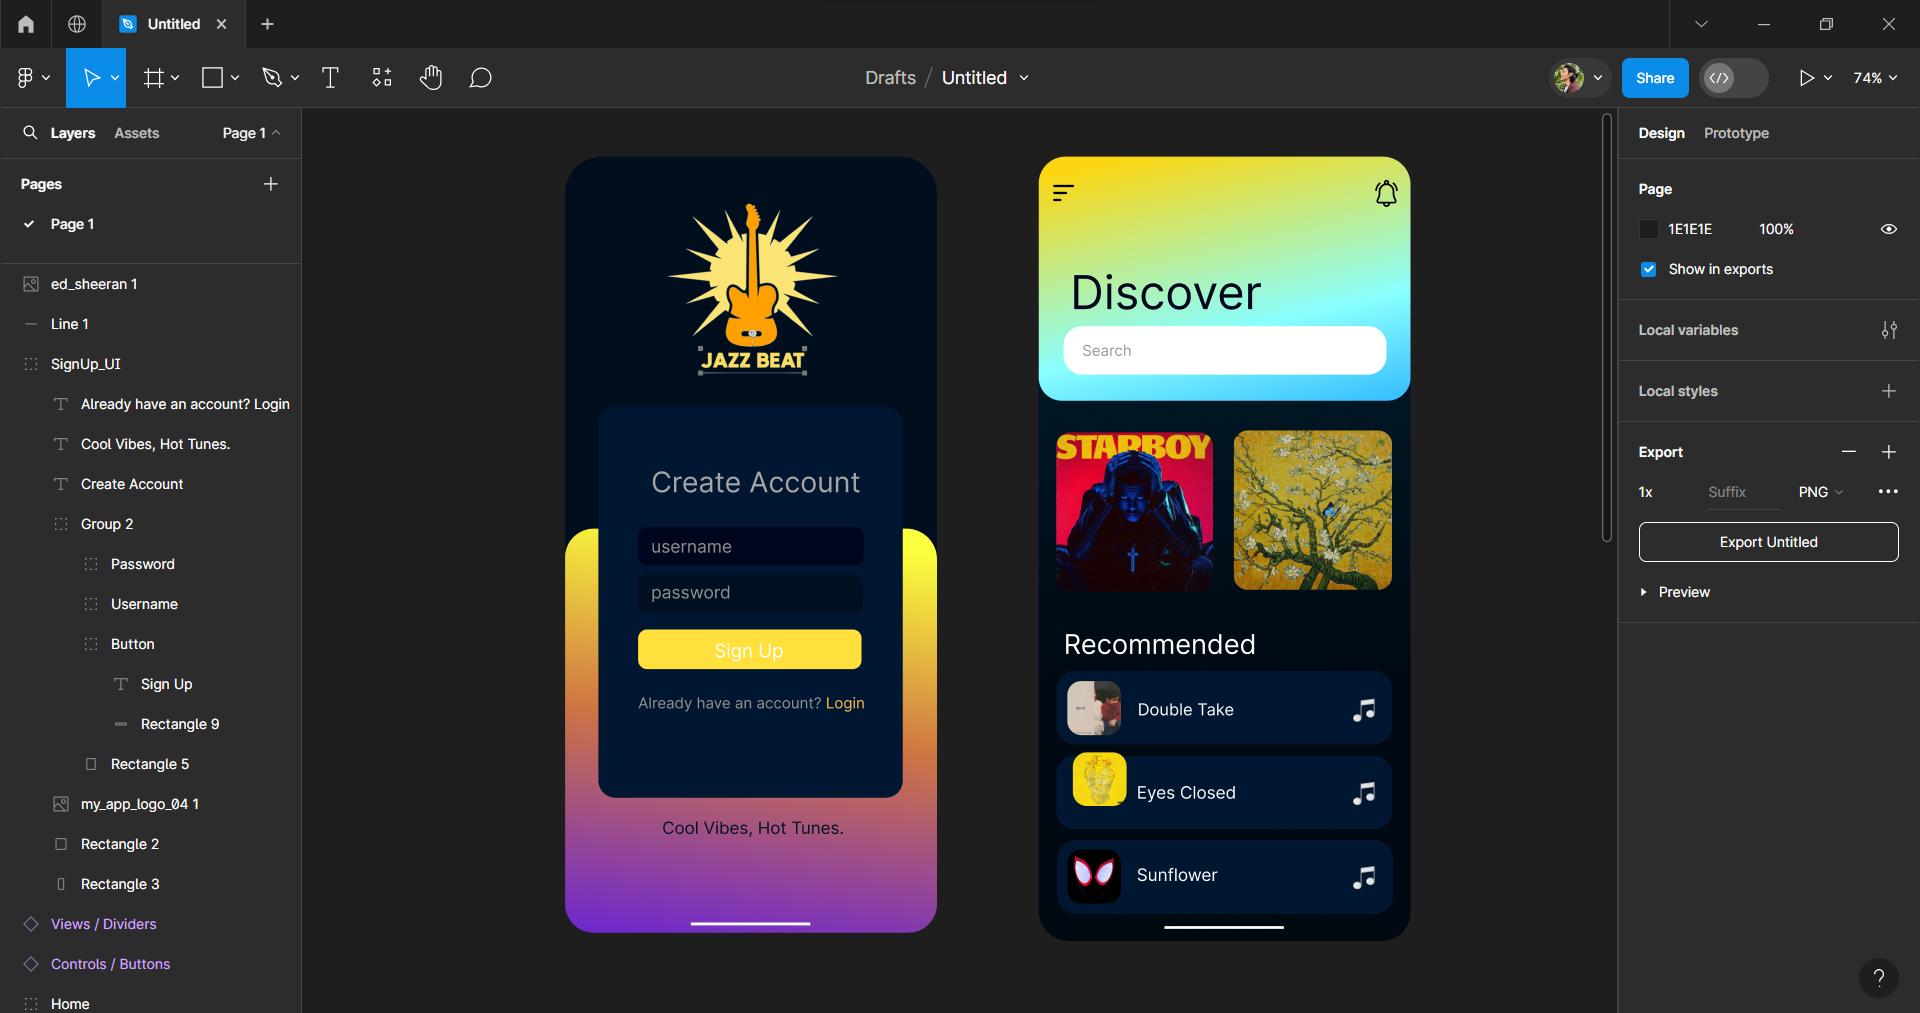 Untitled
Drafts / Untitled
Share
74%
Layers
Assets
Page 1
Pages
Page 1
ed_sheeran 1
Line 1
SignUp_UI
Already have an account? Login
Cool Vibes, Hot Tunes.
Create Account
Group 2
Password
Username
Button
Sign Up
Rectangle 9
Rectangle 5
my_app_logo_04 1
Rectangle 2
Rectangle 3
Views / Dividers
Controls / Buttons
Home
JAZZ BEAT
Create Account
username
password
Sign Up
Already have an account? Login
Cool Vibes, Hot Tunes.
Discover
Search
STARBOY
Recommended
Double Take
Eyes Closed
Sunflower
Design
Prototype
Page
1E1E1E
100%
Show in exports
Local variables
Local styles
Export
1x
Suffix
PNG
Export Untitled
Preview
?